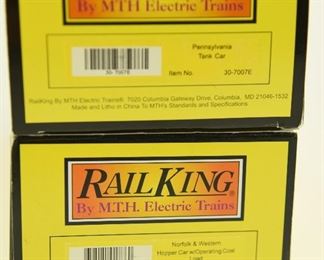 By MTH Electric Trains
Pennsylvania
Tank Car
30-7007E
Item No. 30-7007E
RailKing By MTH Electric Trains® 7020 Columbia Gateway Drive, Columbia, MD 21046-1532
Made and Litho in China To MTH's Standards and Specifications
RAILKING®
By M.T.H. Electric Trains
Norfolk & Western
Hopper Car w/Operating Coal
Load